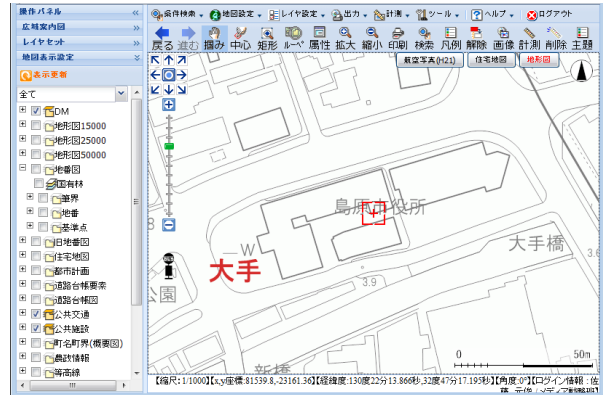 操作パネル
広域案内図
レイヤセット
地図表示設定
表示更新
全て
DM
地形図15000
地形図25000
地形図50000
地番図
国有林
筆界
地番
基準点
旧地番図
住宅地図
都市計画
道路台帳要素
道路台帳図
公共交通
公共施設
町名町界(概要図)
農政情報
等高線
条件検索 地図設定 レイヤ設定 出力 計測 ツール ヘルプ ログアウト
戻る 進む 掴み 中心 矩形 ルーペ 属性 拡大 縮小 印刷 検索 凡例 解除 画像 計測 削除 主題
航空写真(H21) 住宅地図 地形図
島原市役所
大手橋
3.6
8
W
大手
3.9
公園
新橋
0 50m
【縮尺:1/1000】【x,y座標:81539.8,-23161.36】【経緯度:130度22分13.866秒,32度47分17.195秒】【角度:0°】【ログイン情報:佐